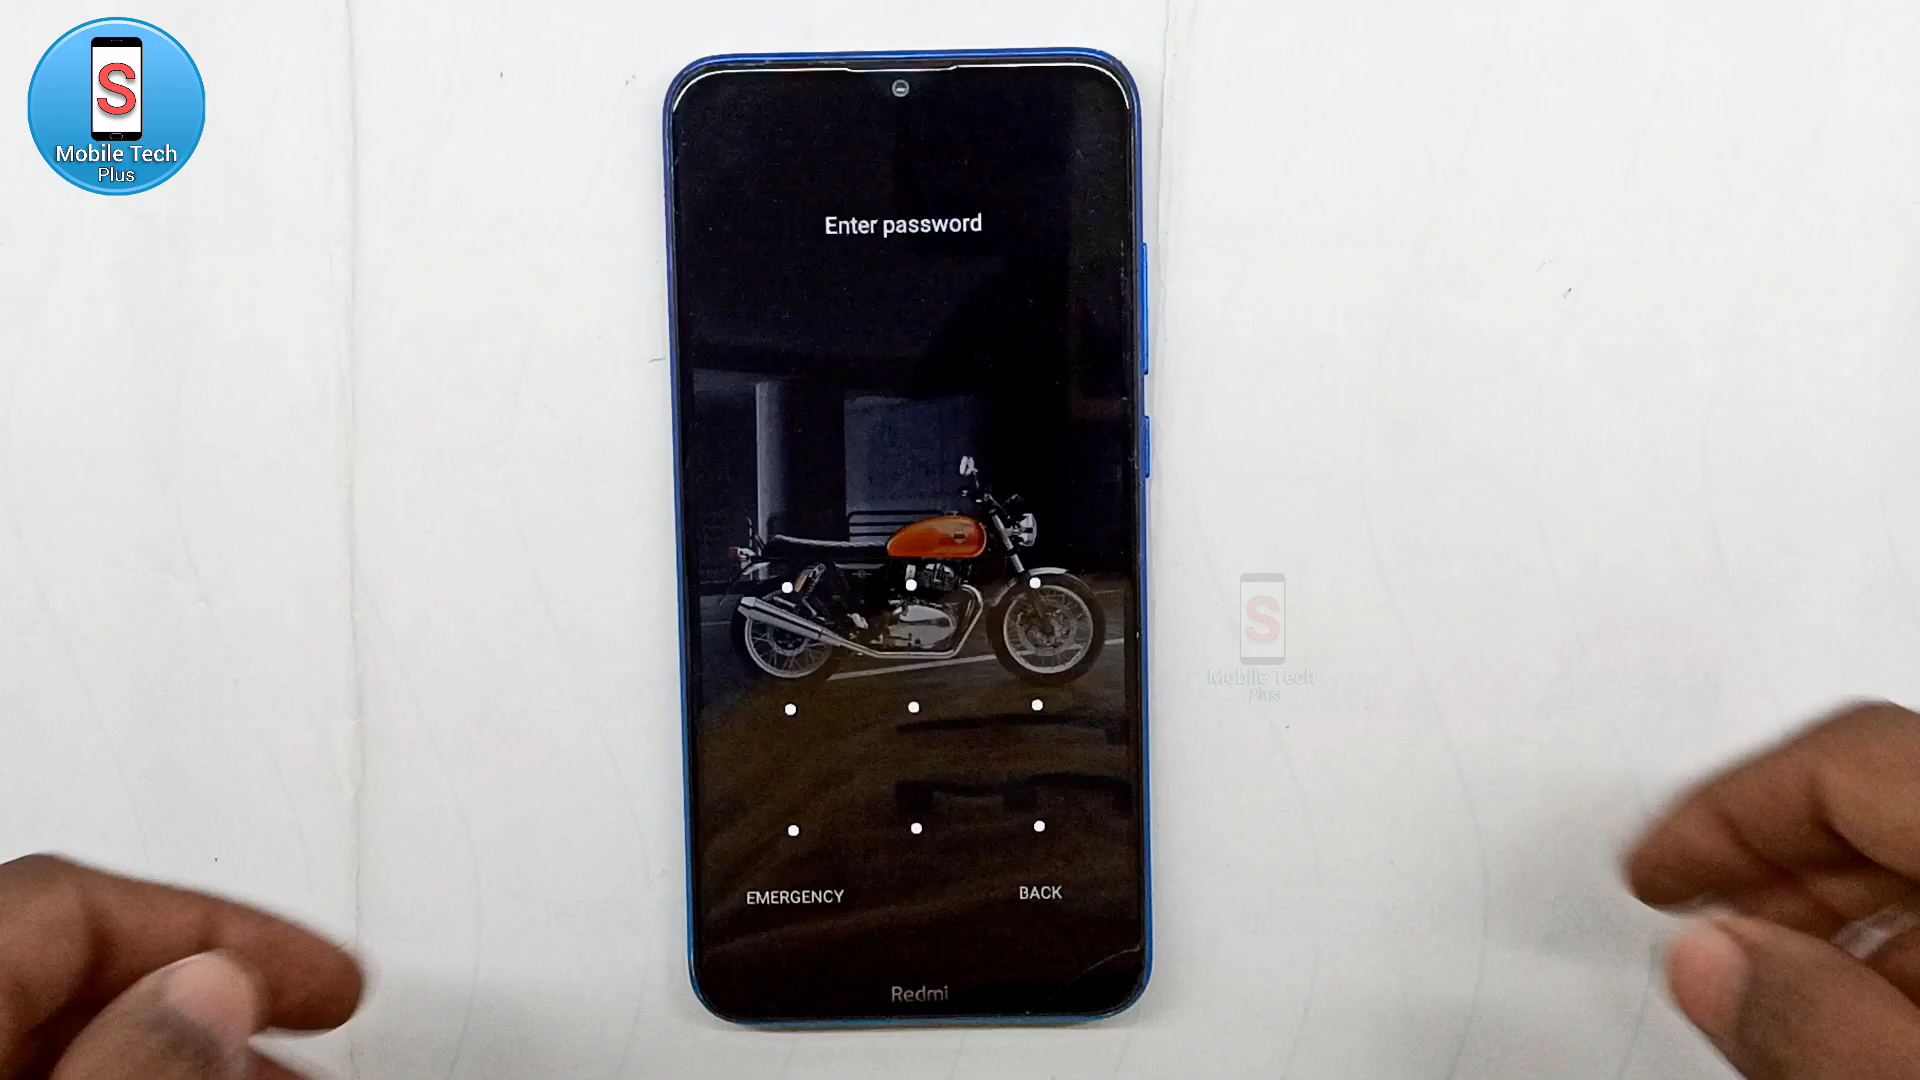 S
Mobile Tech
Plus
Enter password
S
Mobile Tech
Plus
EMERGENCY
BACK
Redmi